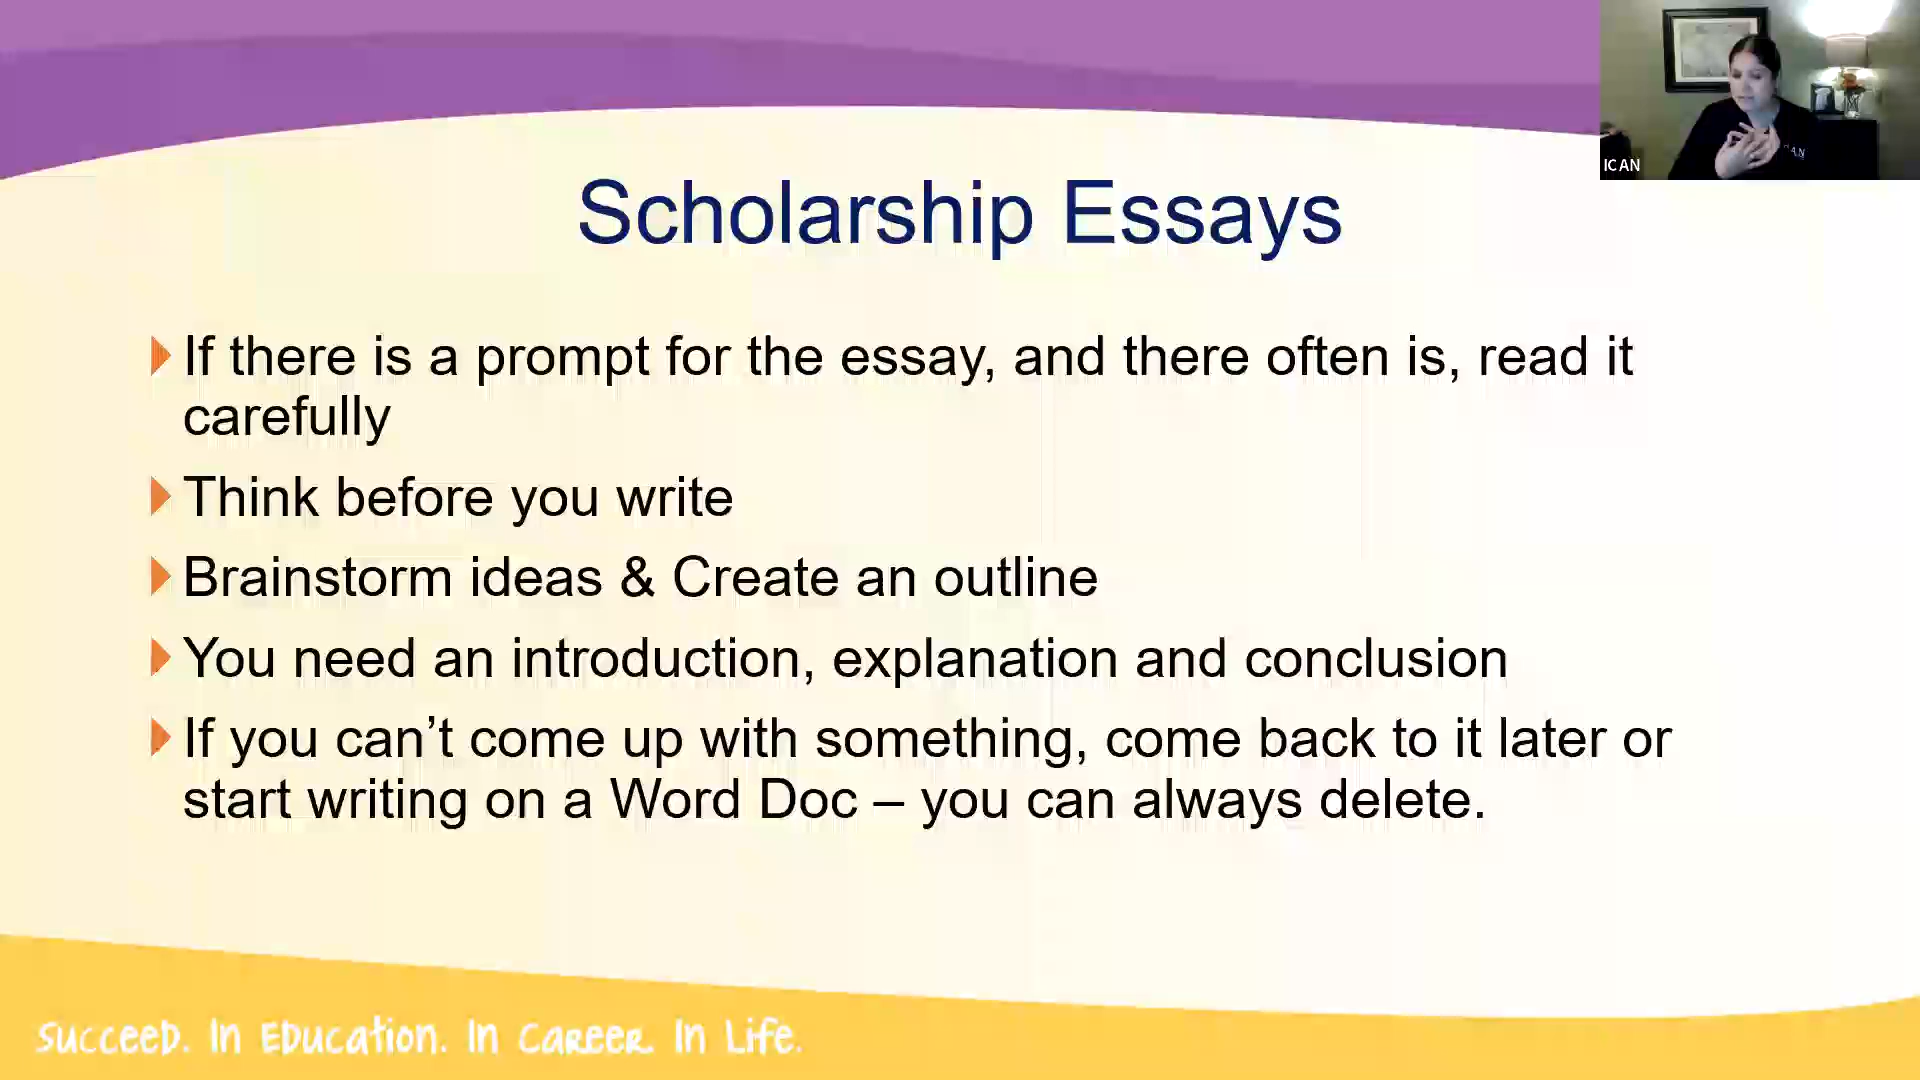 ICAN
Scholarship Essays
If there is a prompt for the essay, and there often is, read it
carefully
Think before you write
Brainstorm ideas & Create an outline
You need an introduction, explanation and conclusion
If you can’t come up with something, come back to it later or
start writing on a Word Doc – you can always delete.
Succeed. In Education. In Career. In Life.